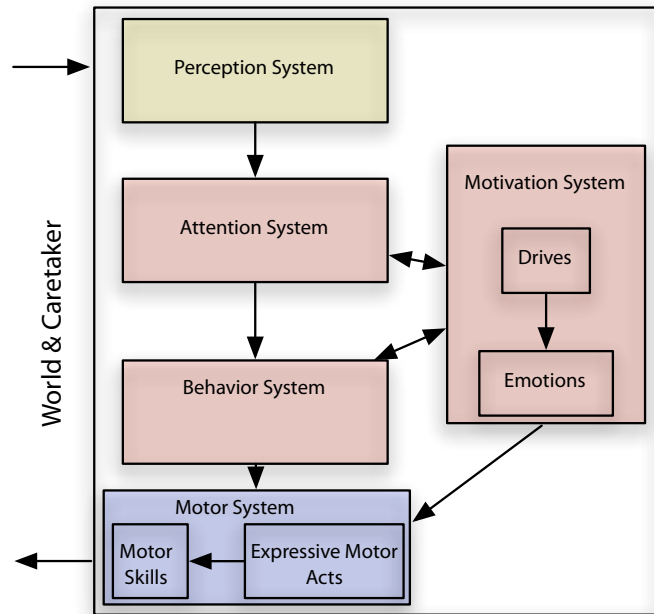 World & Caretaker
Perception System
Attention System
Motivation System
Drives
Emotions
Behavior System
Motor System
Motor
Skills
Expressive Motor
Acts